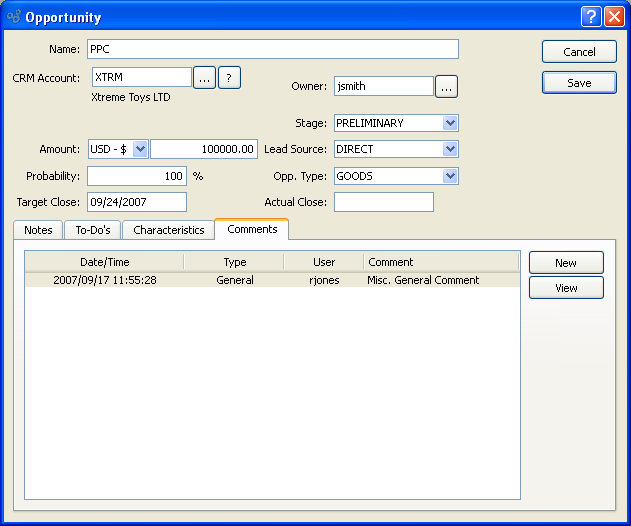 Opportunity
Name: PPC
Cancel
CRM Account: XTRM ... ?
Xtreme Toys LTD
Owner: jsmith ...
Save
Stage: PRELIMINARY
Amount: USD - $ 100000.00 Lead Source: DIRECT
Probability: 100 % Opp. Type: GOODS
Target Close: 09/24/2007 Actual Close:
Notes To-Do's Characteristics Comments
Date/Time Type User Comment
2007/09/17 11:55:28 General rjones Misc. General Comment
New
View